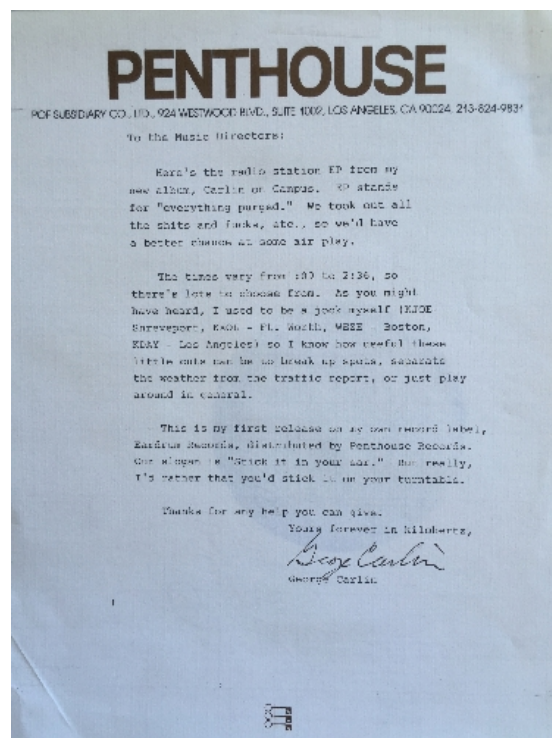 PENTHOUSE
PGP SUBSIDIARY CO., LTD., 924 WESTWOOD BLVD., SUITE 1002, LOS ANGELES, CA 90024, 213-824-9831
To the Music Directors:
Here's the radio station EP from my
new album, Carlin on Campus. EP stands
for "everything purged." We took out all
the shits and fucks, etc., so we'd have
a better chance at some air play.
The times vary from :09 to 2:36, so
there's lots to choose from. As you might
have heard, I used to be a jock myself (KJOE
Shreveport, KXOL - Ft. Worth, WEZE - Boston,
KDAY - Los Angeles) so I know how useful these
little cuts can be to break up spots, separate
the weather from the traffic report, or just play
around in general.
This is my first release on my own record label,
Eardrum Records, distributed by Penthouse Records.
Our slogan is "Stick it in your ear." But really,
I'd rather that you'd stick it on your turntable.
Thanks for any help you can give.
Yours forever in kilohertz,
George Carlin
George Carlin